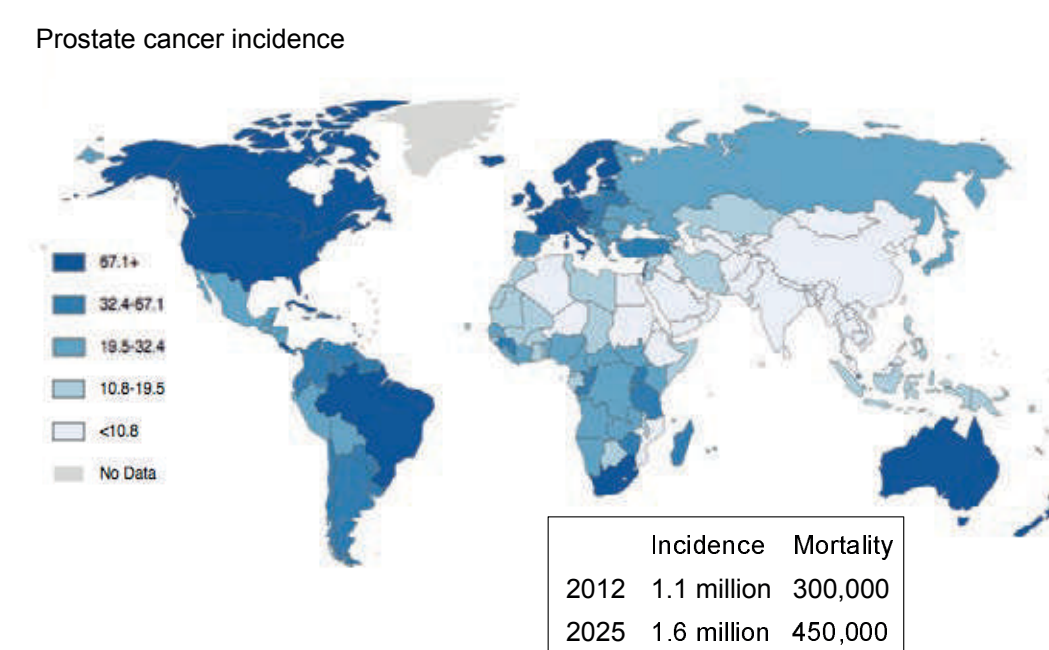 Prostate cancer incidence
67.1+
32.4-67.1
19.5-32.4
10.8-19.5
<10.8
No Data
Incidence Mortality
2012 1.1 million 300,000
2025 1.6 million 450,000